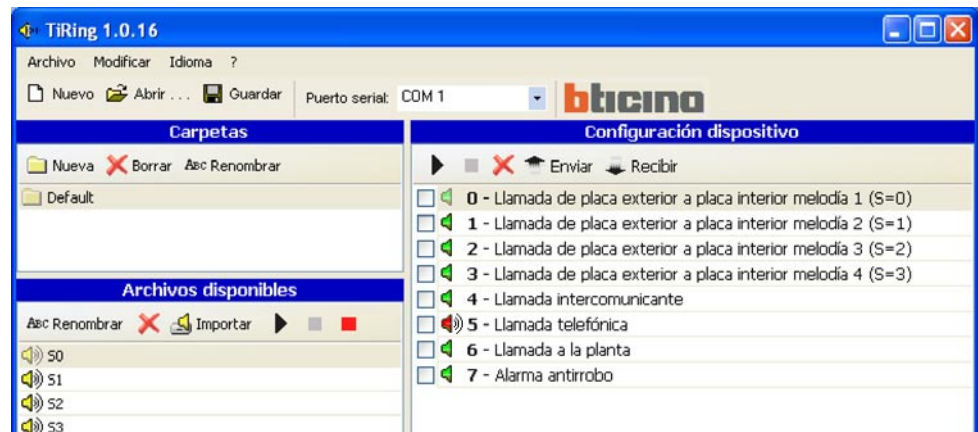 TiRing 1.0.16
Archivo Modificar Idioma ?
Nuevo Abrir ... Guardar Puerto serial: COM 1 bticino
Carpetas
Nueva Borrar ABC Renombrar
Default
Archivos disponibles
ABC Renombrar Importar
S0
S1
S2
S3
Configuración dispositivo
Enviar Recibir
0 - Llamada de placa exterior a placa interior melodía 1 (S=0)
1 - Llamada de placa exterior a placa interior melodía 2 (S=1)
2 - Llamada de placa exterior a placa interior melodía 3 (S=2)
3 - Llamada de placa exterior a placa interior melodía 4 (S=3)
4 - Llamada intercomunicante
5 - Llamada telefónica
6 - Llamada a la planta
7 - Alarma antirrobo